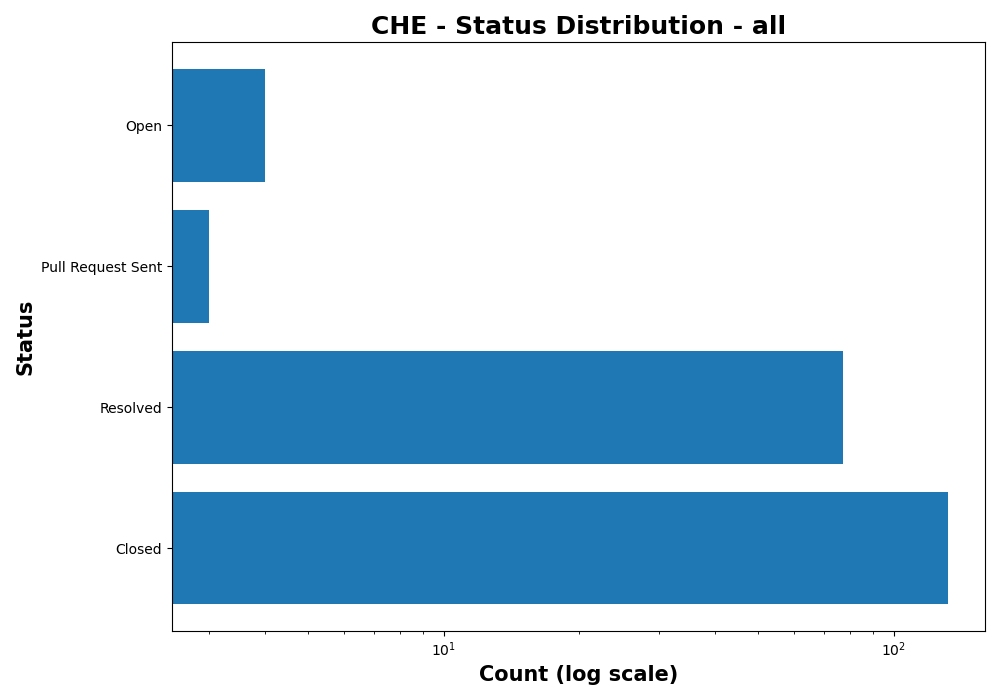 CHE - Status Distribution - all
Open
Pull Request Sent
Resolved
Closed
Status
10¹
10²
Count (log scale)